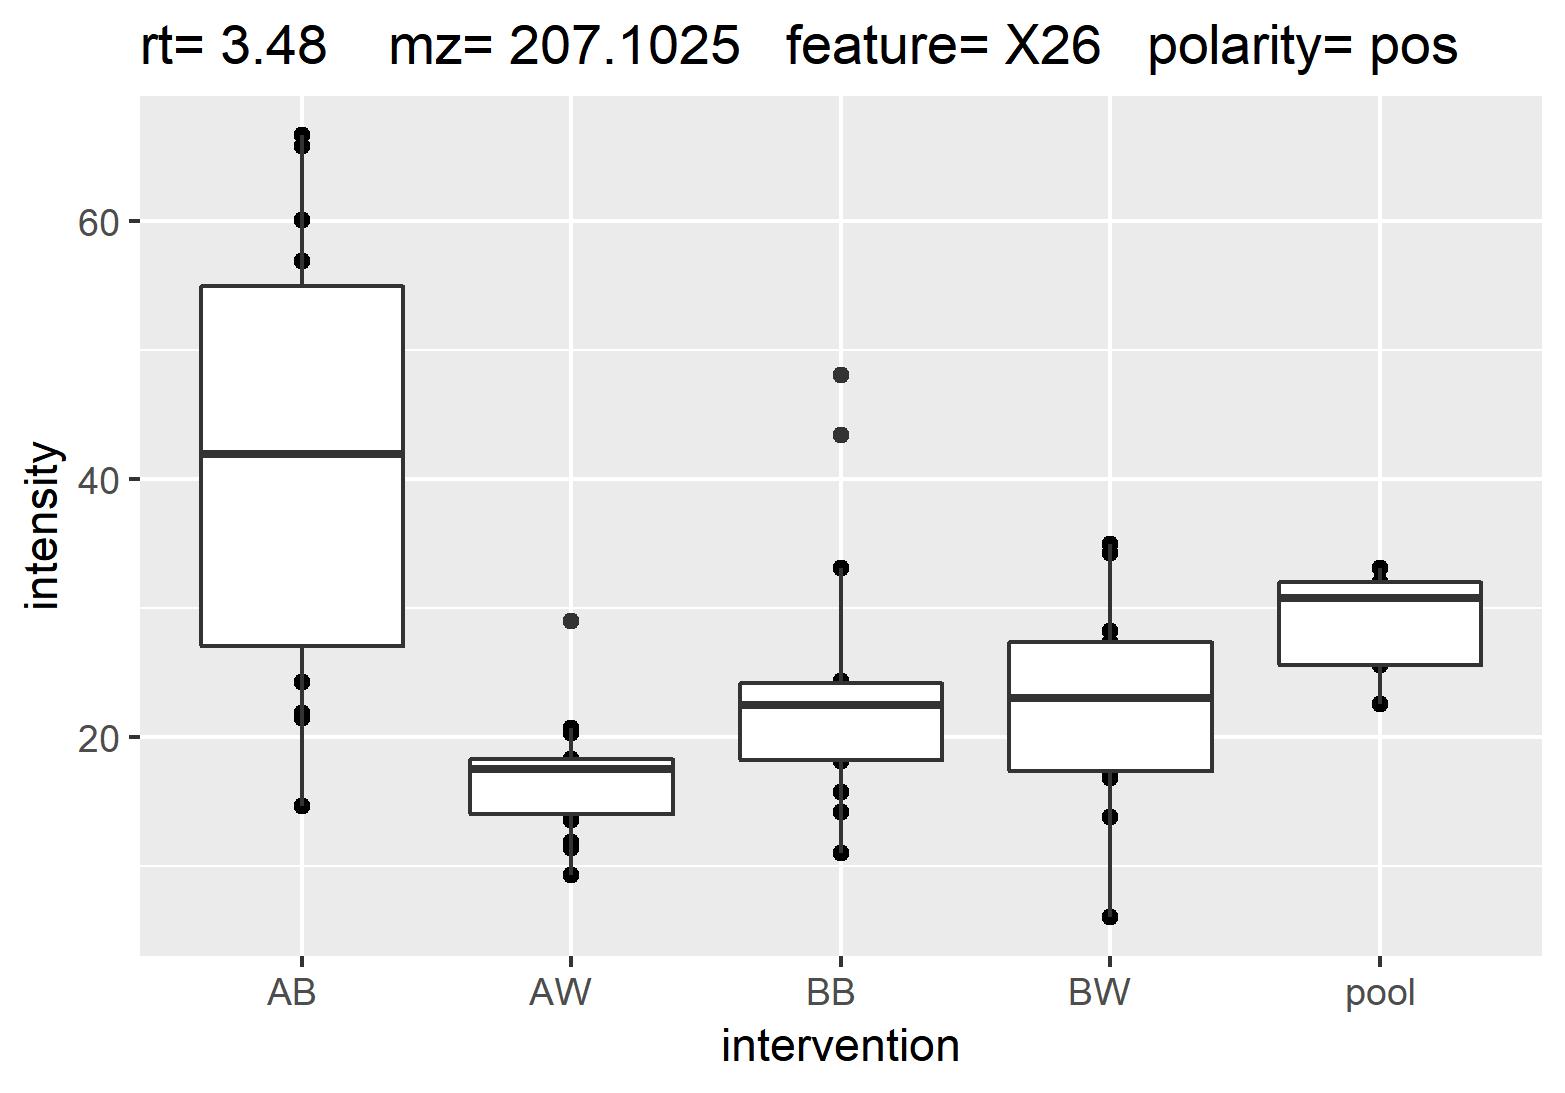 rt= 3.48 mz= 207.1025 feature= X26 polarity= pos
60
40
20
intensity
AB AW BB BW pool
intervention